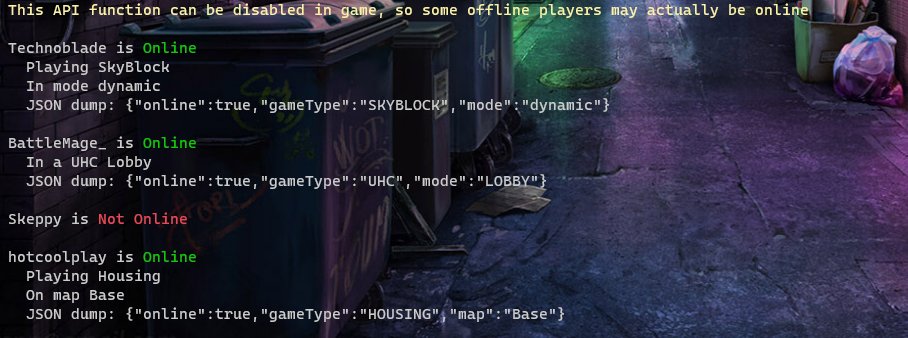 This API function can be disabled in game, so some offline players may actually be online
Technoblade is Online
Playing SkyBlock
In mode dynamic
JSON dump: {"online":true,"gameType":"SKYBLOCK","mode":"dynamic"}
BattleMage_ is Online
In a UHC Lobby
JSON dump: {"online":true,"gameType":"UHC","mode":"LOBBY"}
Skeppy is Not Online
hotcoolplay is Online
Playing Housing
On map Base
JSON dump: {"online":true,"gameType":"HOUSING","map":"Base"}